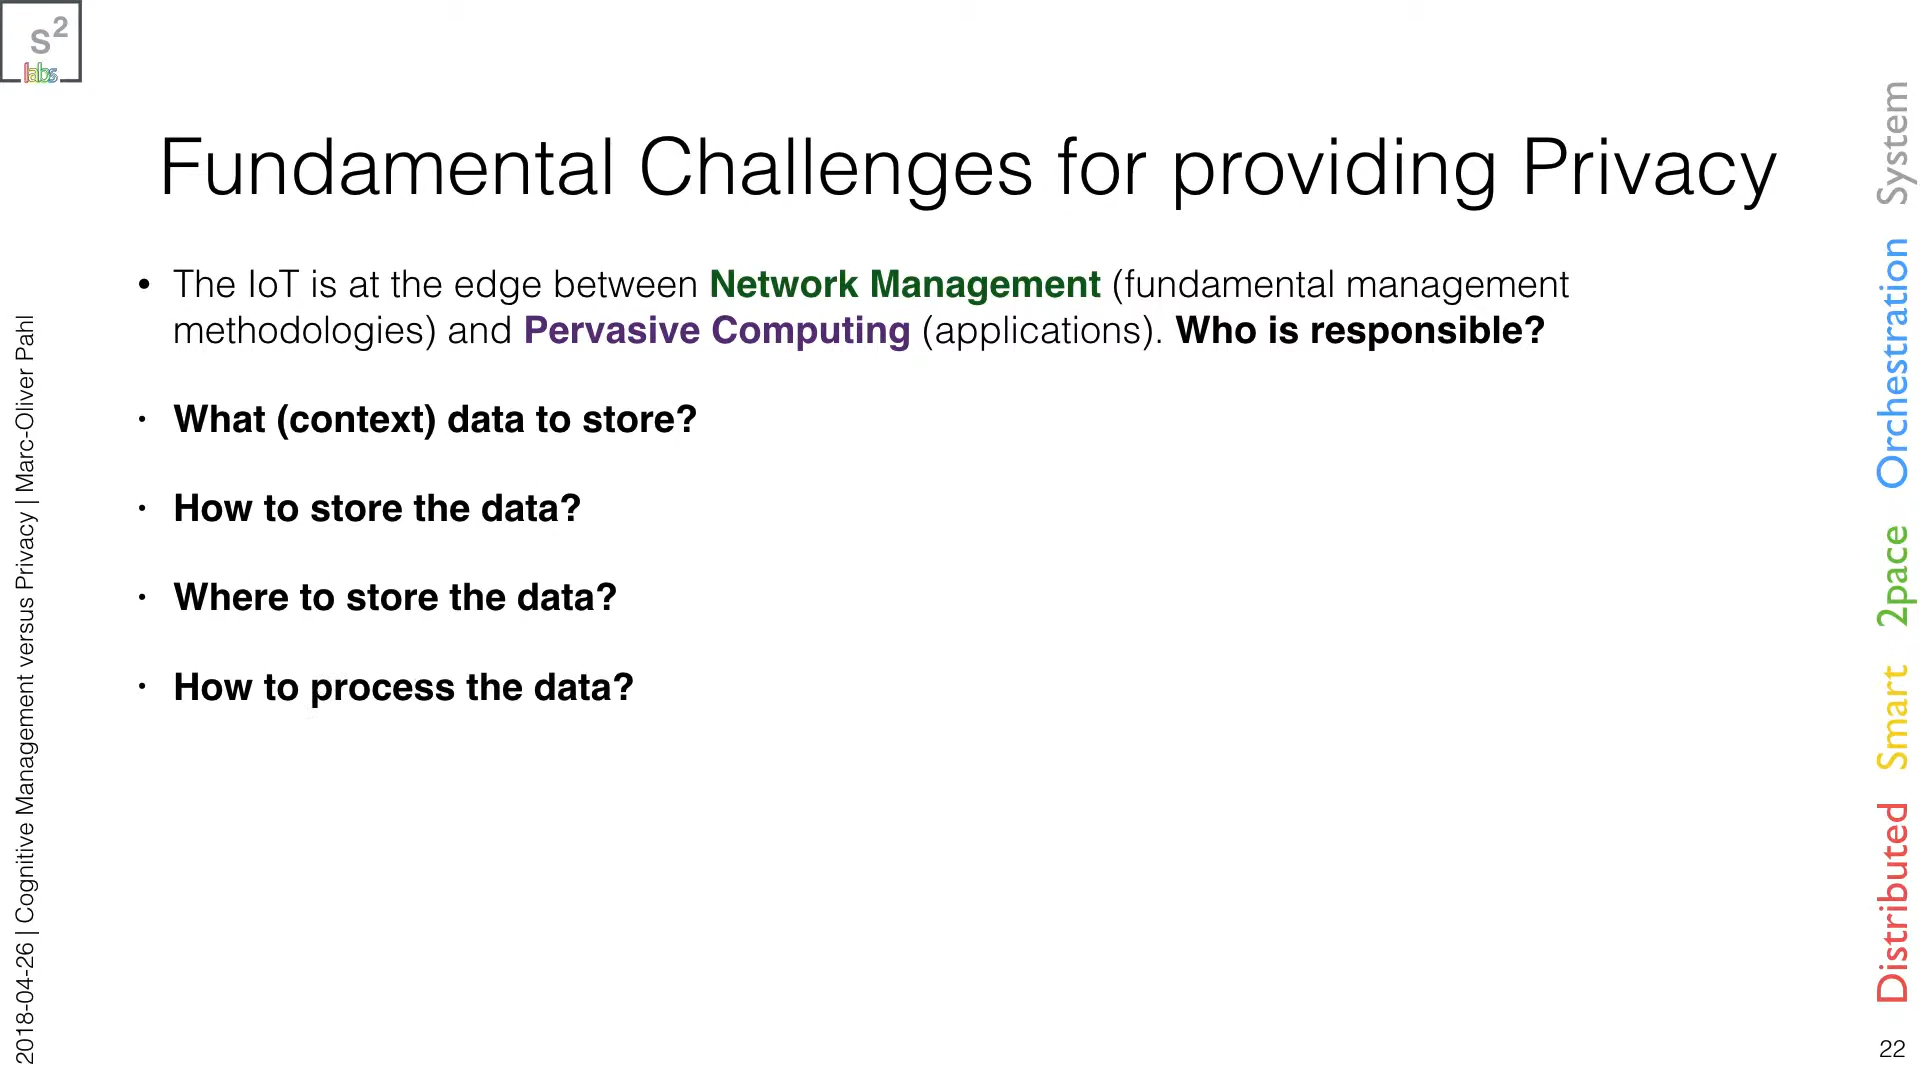 s2
labs
Fundamental Challenges for providing Privacy
• The IoT is at the edge between Network Management (fundamental management
methodologies) and Pervasive Computing (applications). Who is responsible?
• What (context) data to store?
• How to store the data?
• Where to store the data?
• How to process the data?
2018-04-26 | Cognitive Management versus Privacy | Marc-Oliver Pahl
Distributed Smart 2pace Orchestration System
22